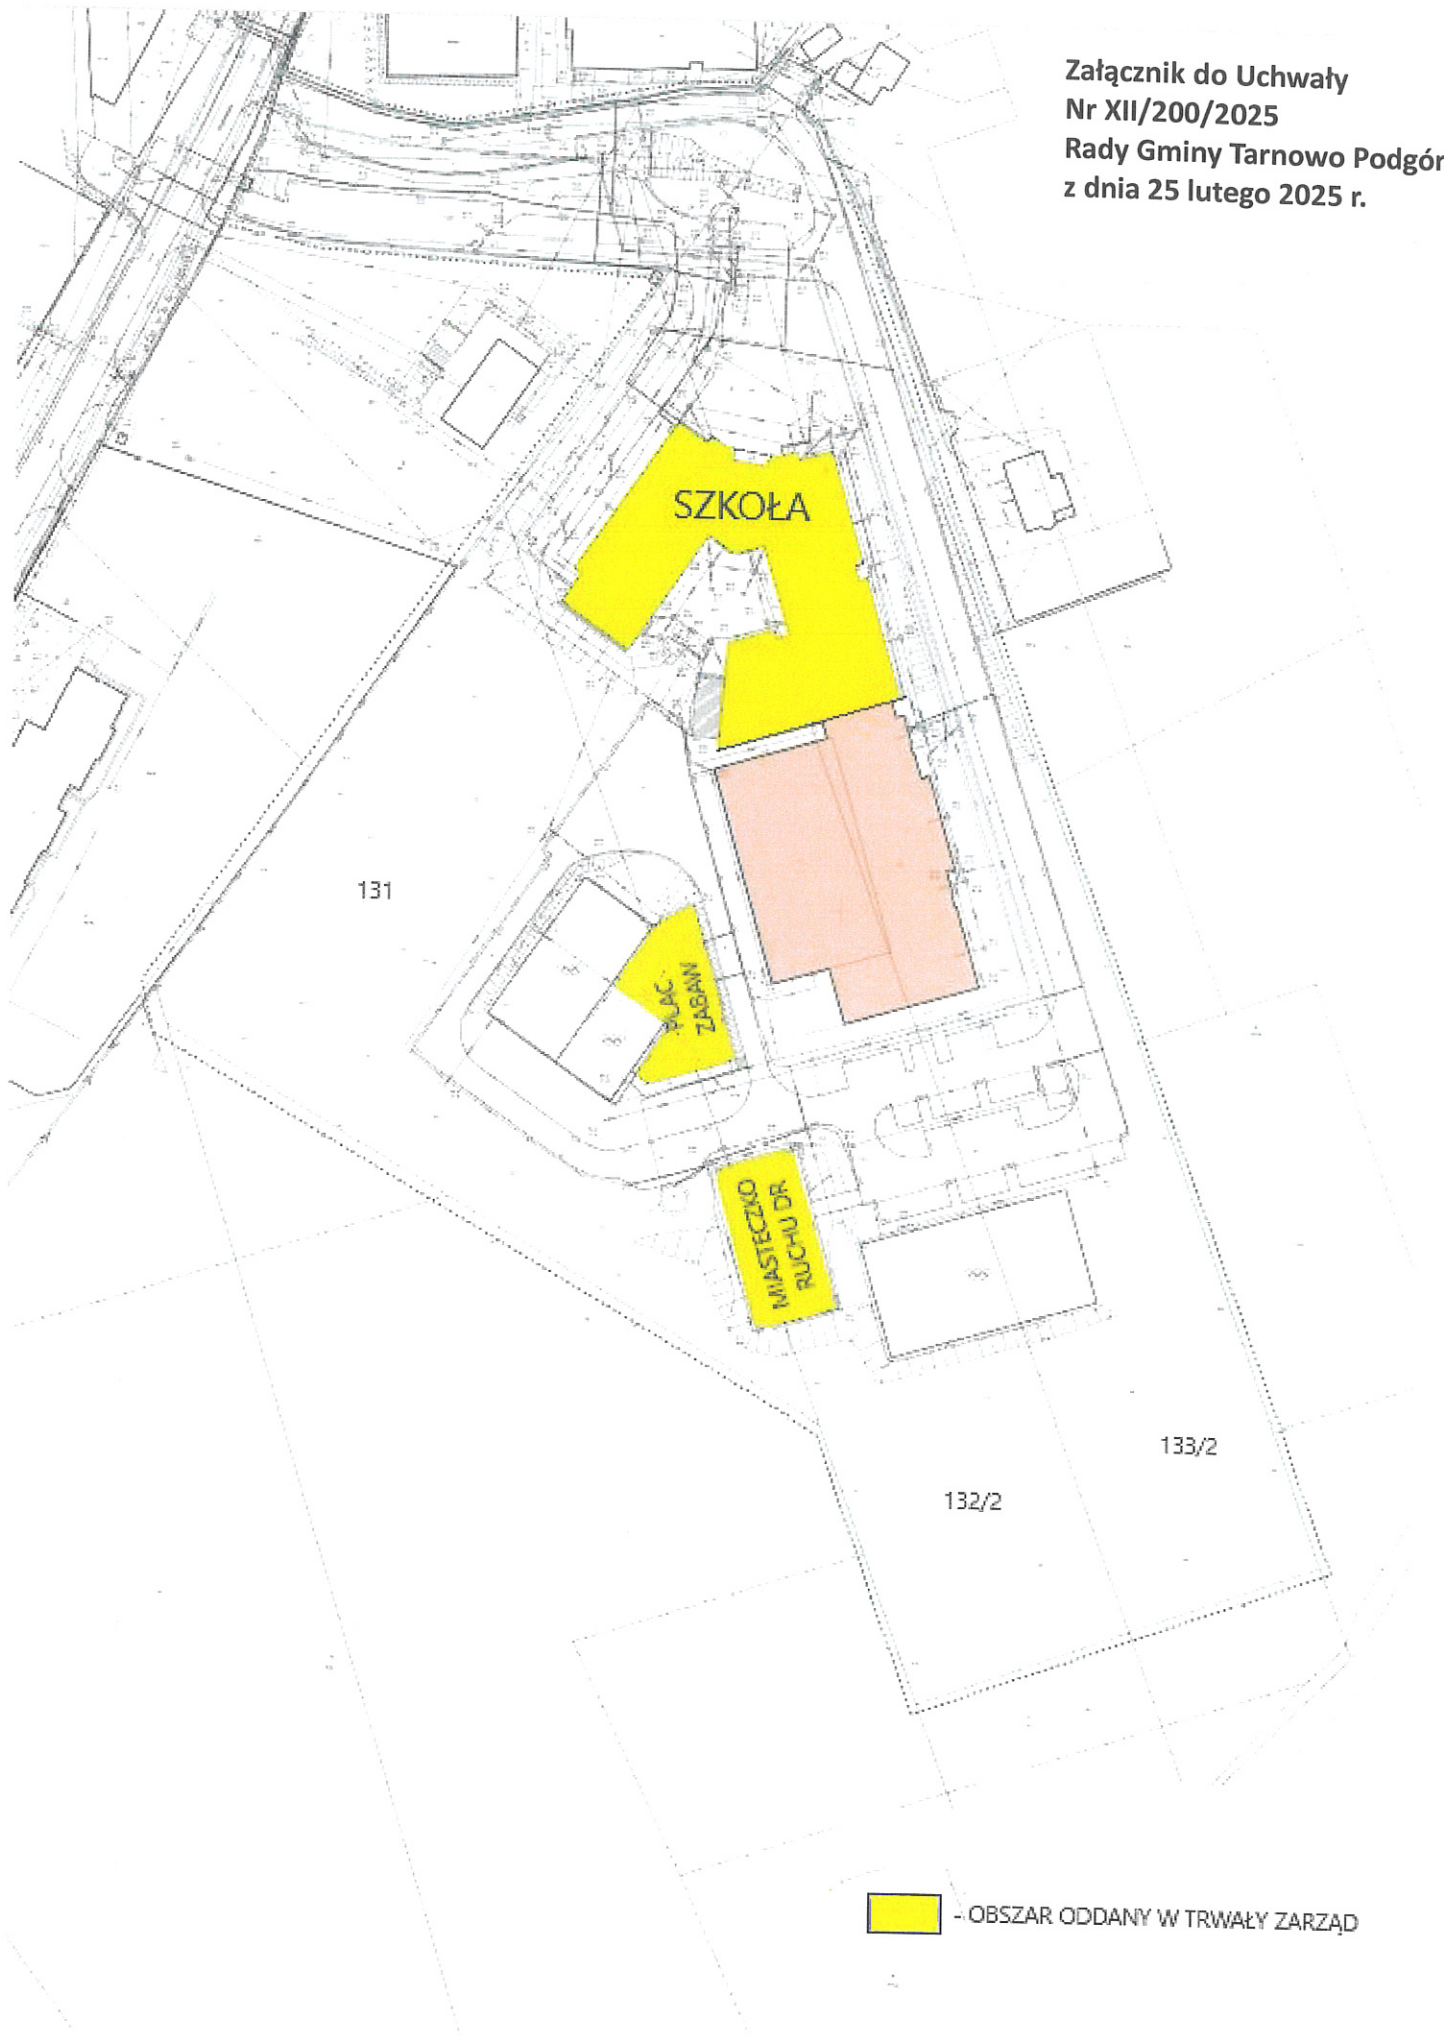 Załącznik do Uchwały
Nr XII/200/2025
Rady Gminy Tarnowo Podgór
z dnia 25 lutego 2025 r.
SZKOŁA
131
PLAC
ZABAW
MIASTECZKO
RUCHU DR
133/2
132/2
- OBSZAR ODDANY W TRWAŁY ZARZĄD